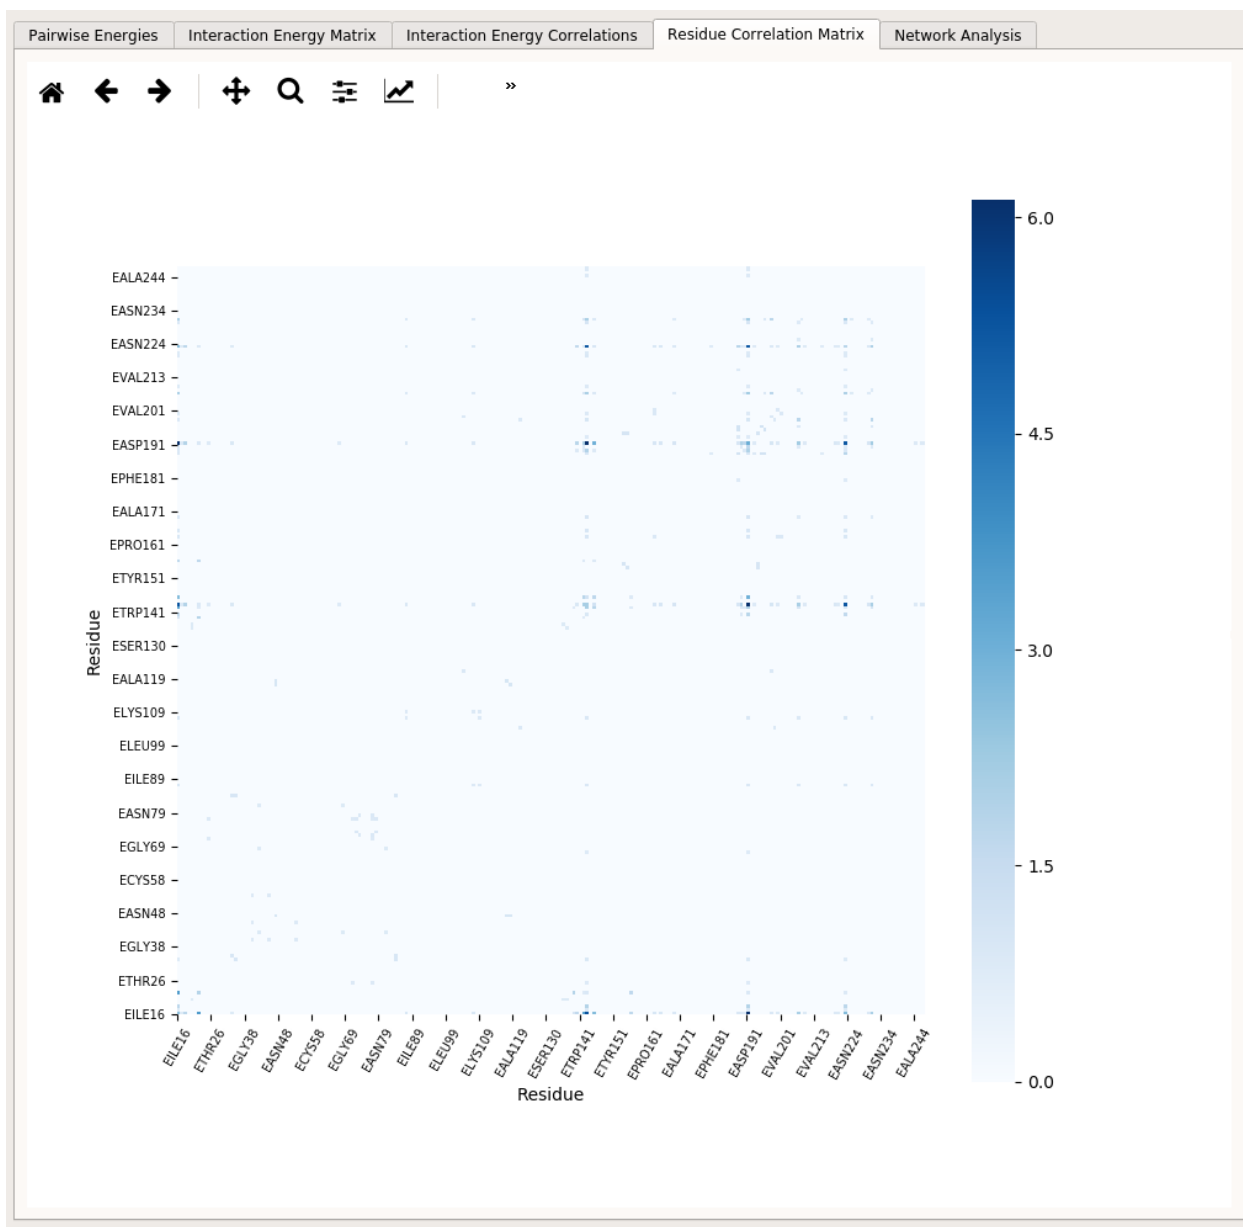 Pairwise Energies
Interaction Energy Matrix
Interaction Energy Correlations
Residue Correlation Matrix
Network Analysis
»
EALA244
EASN234
EASN224
EVAL213
EVAL201
EASP191
EPHE181
EALA171
EPRO161
ETYR151
ETRP141
ESER130
EALA119
ELYS109
ELEU99
EILE89
EASN79
EGLY69
ECYS58
EASN48
EGLY38
ETHR26
EILE16
Residue
EILE16
ETHR26
EGLY38
EASN48
ECYS58
EGLY69
EASN79
EILE89
ELEU99
ELYS109
EALA119
ESER130
ETRP141
ETYR151
EPRO161
EALA171
EPHE181
EASP191
EVAL201
EVAL213
EASN224
EASN234
EALA244
Residue
6.0
4.5
3.0
1.5
0.0